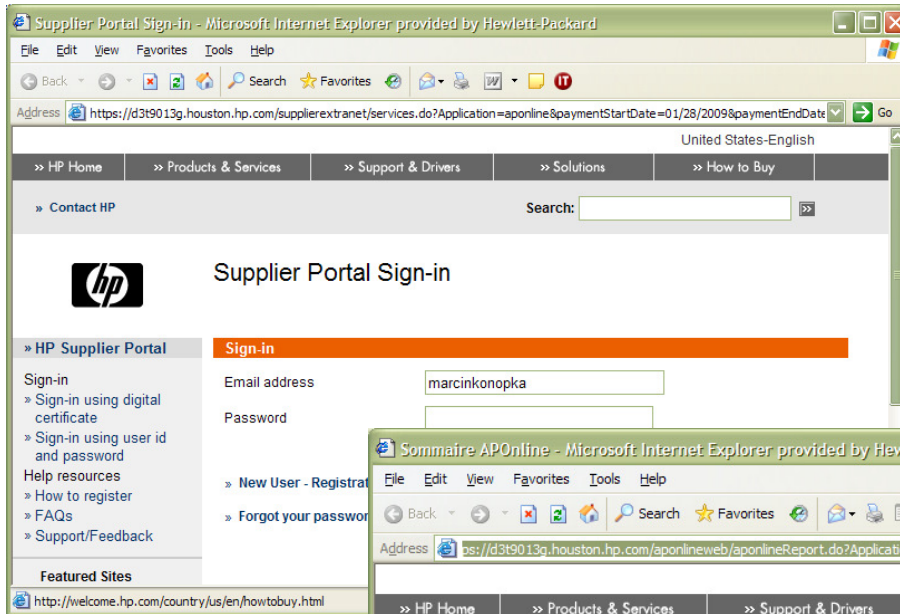 Supplier Portal Sign-in - Microsoft Internet Explorer provided by Hewlett-Packard
File Edit View Favorites Tools Help
Back Search Favorites
Address https://d3t9013g.houston.hp.com/supplierextranet/services.do?Application=aponline&paymentStartDate=01/28/2009&paymentEndDate Go
United States-English
» HP Home » Products & Services » Support & Drivers » Solutions » How to Buy
» Contact HP Search:
hp
Supplier Portal Sign-in
» HP Supplier Portal
Sign-in
» Sign-in using digital
certificate
» Sign-in using user id
and password
Help resources
» How to register
» FAQs
» Support/Feedback
Featured Sites
Sign-in
Email address marcinkonopka
Password
» New User - Registrat
» Forgot your passwor
http://welcome.hp.com/country/us/en/howtobuy.html
Sommaire APOnline - Microsoft Internet Explorer provided by Hew
File Edit View Favorites Tools Help
Back Search Favorites
Address ps://d3t9013g.houston.hp.com/aponlineweb/aponlineReport.do?Applicati
» HP Home » Products & Services » Support & Drivers